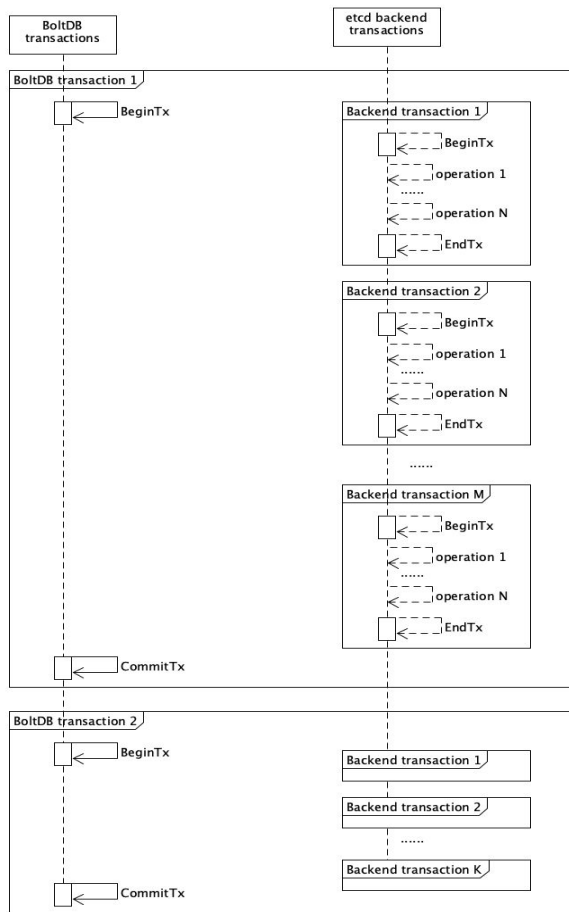 BoltDB
transactions
etcd backend
transactions
BoltDB transaction 1
BeginTx
Backend transaction 1
BeginTx
operation 1
......
operation N
EndTx
Backend transaction 2
BeginTx
operation 1
......
operation N
EndTx
......
Backend transaction M
BeginTx
operation 1
......
operation N
EndTx
CommitTx
BoltDB transaction 2
BeginTx
Backend transaction 1
Backend transaction 2
......
Backend transaction K
CommitTx